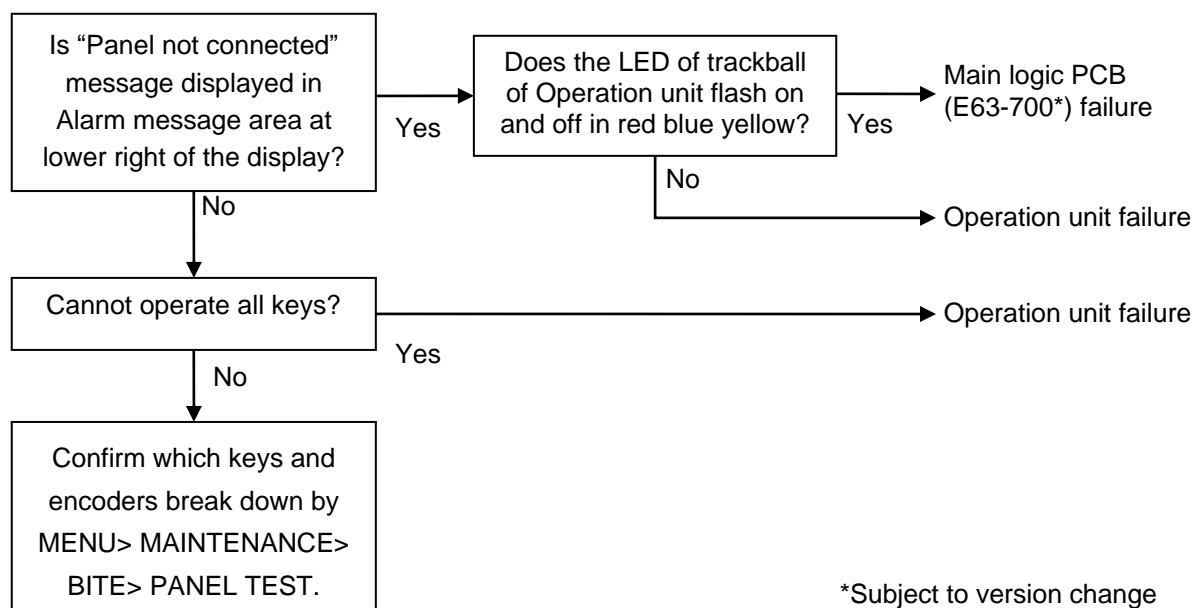 Is “Panel not connected”
message displayed in
Alarm message area at
lower right of the display?
Yes
Does the LED of trackball
of Operation unit flash on
and off in red blue yellow?
Yes
Main logic PCB
(E63-700*) failure
No
Operation unit failure
No
Cannot operate all keys?
Yes
Operation unit failure
No
Confirm which keys and
encoders break down by
MENU> MAINTENANCE>
BITE> PANEL TEST.
*Subject to version change